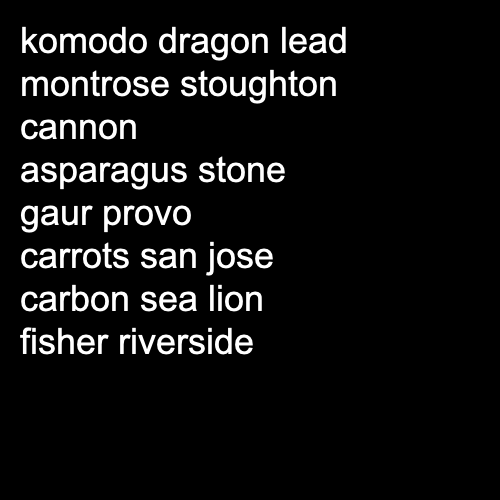 komodo dragon lead
montrose stoughton
cannon
asparagus stone
gaur provo
carrots san jose
carbon sea lion
fisher riverside